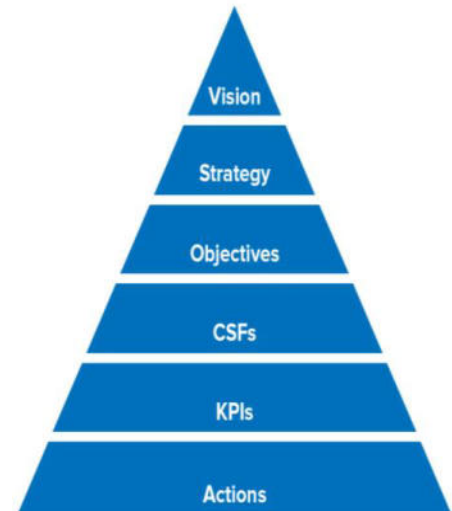 Vision
Strategy
Objectives
CSFs
KPIs
Actions